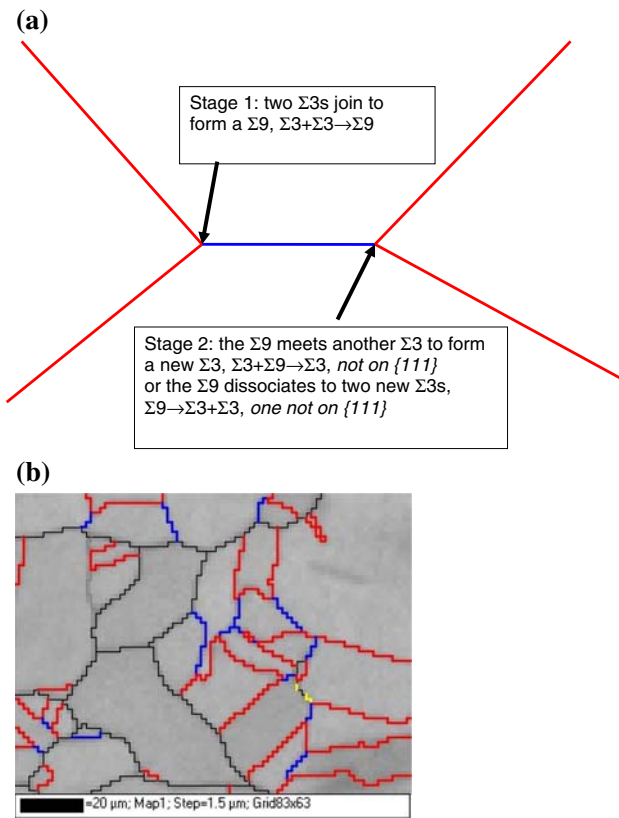 (a)
Stage 1: two Σ3s join to
form a Σ9, Σ3+Σ3→Σ9
Stage 2: the Σ9 meets another Σ3 to form
a new Σ3, Σ3+Σ9→Σ3, not on {111}
or the Σ9 dissociates to two new Σ3s,
Σ9→Σ3+Σ3, one not on {111}
(b)
=20 µm; Map1; Step=1.5 µm; Grid83x63